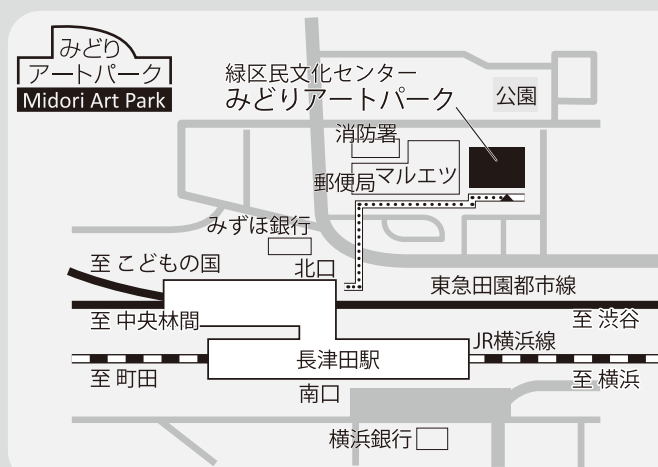 みどり
アートパーク
Midori Art Park
緑区民文化センター
みどりアートパーク
公園
消防署
郵便局
マルエツ
みずほ銀行
北口
至 こどもの国
東急田園都市線
至 中央林間
至 渋谷
JR横浜線
長津田駅
至 町田
至 横浜
南口
横浜銀行